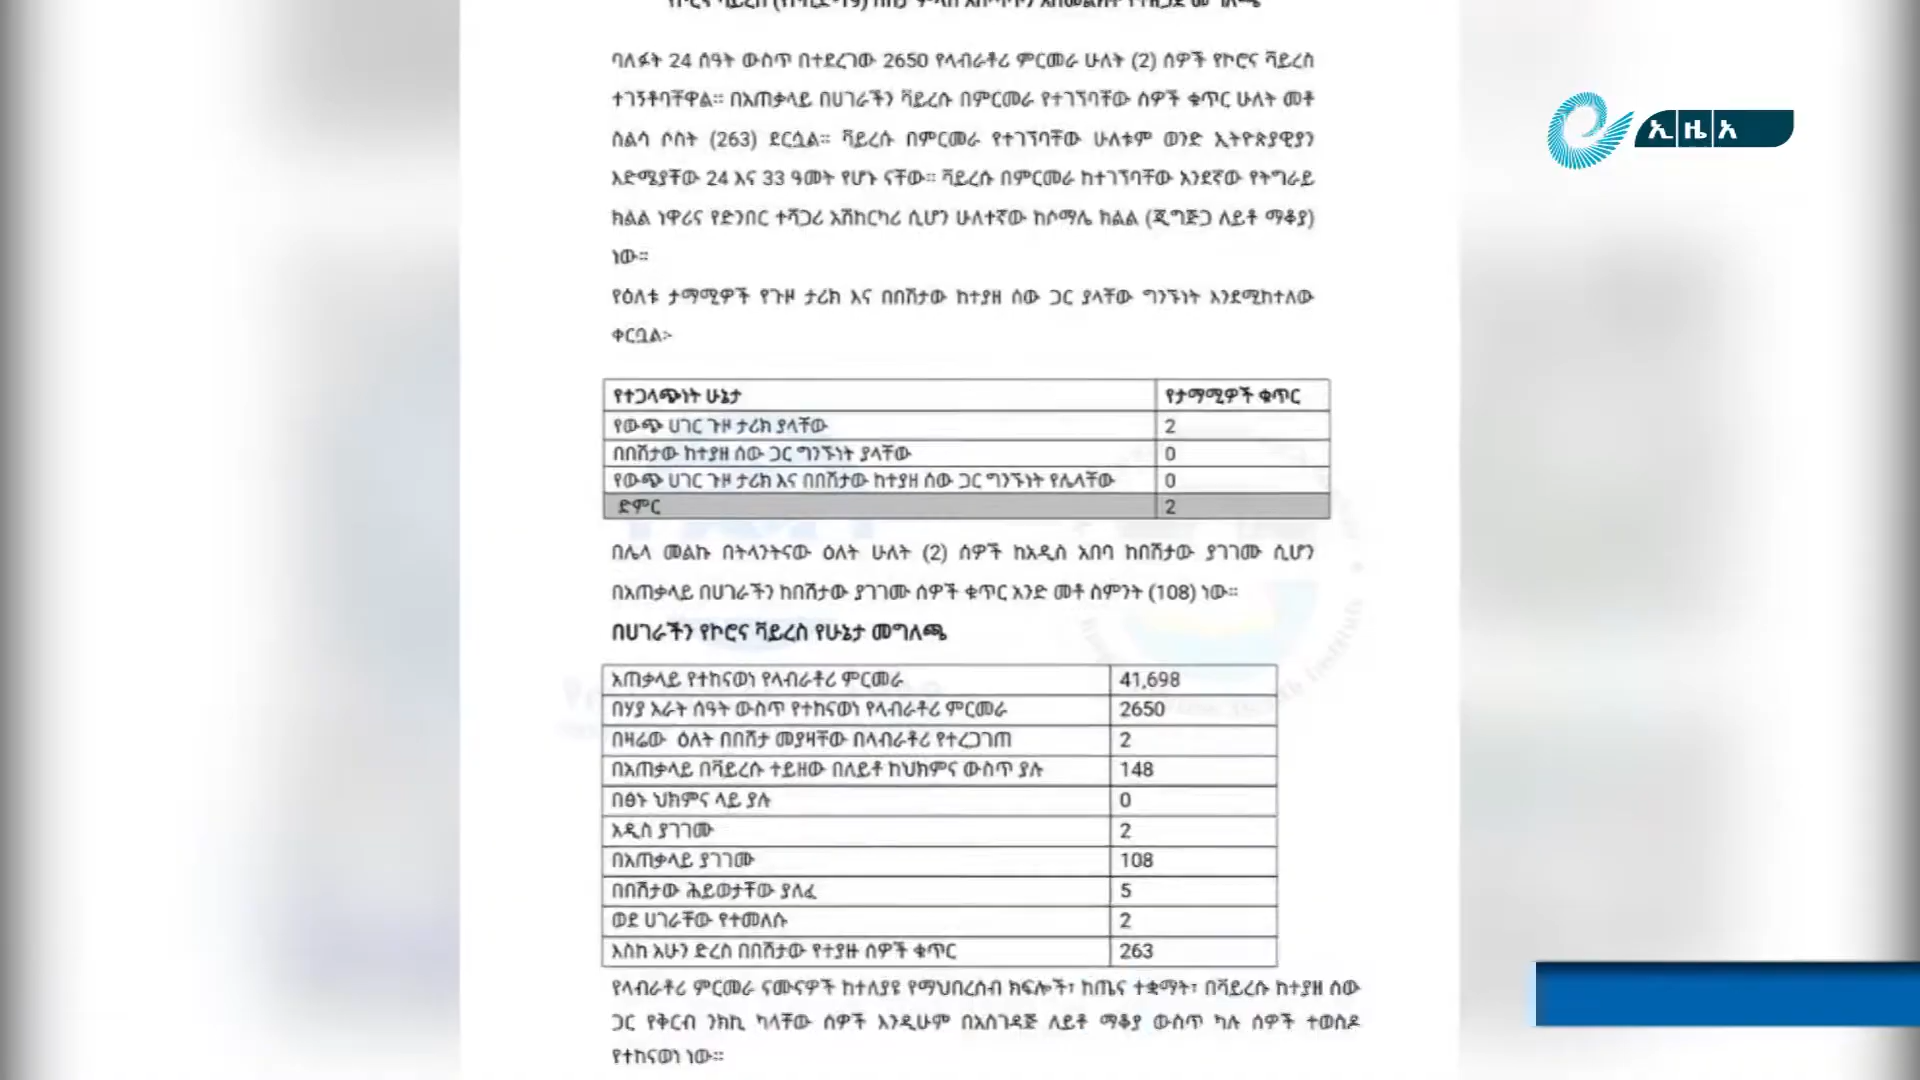 ባለፉት 24 ሰዓት ውስጥ በተደረገው 2650 የላብራቶሪ ምርመራ ሁለት (2) ሰዎች የኮሮና ቫይረስ
ተገኝቶባቸዋል። በአጠቃላይ በሀገራችን ቫይረሱ በምርመራ የተገኘባቸው ሰዎች ቁጥር ሁለት መቶ
ስልሳ ሶስት (263) ደርሷል። ቫይረሱ በምርመራ የተገኘባቸው ሁለቱም ወንድ ኢትዮጵያዊያን
እድሜያቸው 24 እና 33 ዓመት የሆኑ ናቸው። ቫይረሱ በምርመራ ከተገኘባቸው አንደኛው የትግራይ
ክልል ነዋሪና የድንበር ተሻጋሪ አሽከርካሪ ሲሆን ሁለተኛው ከሶማሌ ክልል (ጂግጅጋ ለይቶ ማቆያ)
ነው።
የዕለቱ ታማሚዎች የጉዞ ታሪክ እና በበሽታው ከተያዘ ሰው ጋር ያላቸው ግንኙነት እንደሚከተለው
ቀርቧል፦
የተጋላጭነት ሁኔታ የታማሚዎች ቁጥር
የውጭ ሀገር ጉዞ ታሪክ ያላቸው 2
በበሽታው ከተያዘ ሰው ጋር ግንኙነት ያላቸው 0
የውጭ ሀገር ጉዞ ታሪክ እና በበሽታው ከተያዘ ሰው ጋር ግንኙነት የሌላቸው 0
ድምር 2
በሌላ መልኩ በትላንትናው ዕለት ሁለት (2) ሰዎች ከአዲስ አበባ ከበሽታው ያገገሙ ሲሆን
በአጠቃላይ በሀገራችን ከበሽታው ያገገሙ ሰዎች ቁጥር አንድ መቶ ስምንት (108) ነው።
በሀገራችን የኮሮና ቫይረስ የሁኔታ መግለጫ
አጠቃላይ የተከናወነ የላብራቶሪ ምርመራ 41,698
በሃያ አራት ሰዓት ውስጥ የተከናወነ የላብራቶሪ ምርመራ 2650
በዛሬው ዕለት በበሽታ መያዛቸው በላብራቶሪ የተረጋገጠ 2
በአጠቃላይ በቫይረሱ ተይዘው በለይቶ ከህክምና ውስጥ ያሉ 148
በፅኑ ህክምና ላይ ያሉ 0
አዲስ ያገገሙ 2
በአጠቃላይ ያገገሙ 108
በበሽታው ሕይወታቸው ያለፈ 5
ወደ ሀገራቸው የተመለሱ 2
እስከ አሁን ድረስ በበሽታው የተያዙ ሰዎች ቁጥር 263
የላብራቶሪ ምርመራ ናሙናዎች ከተለያዩ የማህበረሰብ ክፍሎች፣ ከጤና ተቋማት፣ በቫይረሱ ከተያዘ ሰው
ጋር የቅርብ ንክኪ ካላቸው ሰዎች እንዲሁም በአስገዳጅ ለይቶ ማቆያ ውስጥ ካሉ ሰዎች ተወስዶ
የተከናወነ ነው።
ኢዜአ